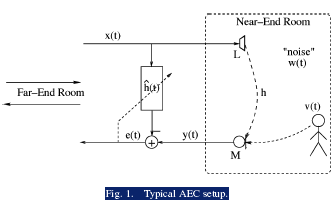 Near–End Room
x(t)
L
"noise"
w(t)
ĥ(t)
Far–End Room
h
v(t)
e(t)
y(t)
M
Fig. 1. Typical AEC setup.